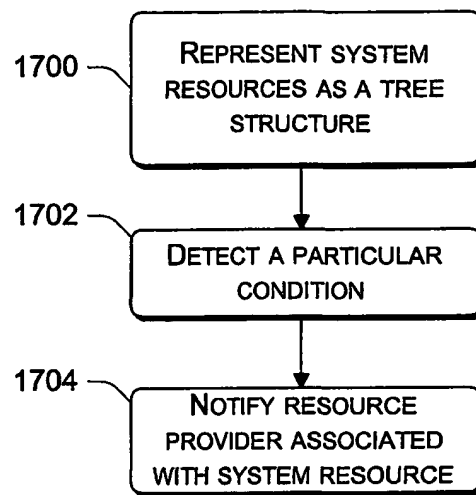 1700
REPRESENT SYSTEM
RESOURCES AS A TREE
STRUCTURE
1702
DETECT A PARTICULAR
CONDITION
1704
NOTIFY RESOURCE
PROVIDER ASSOCIATED
WITH SYSTEM RESOURCE